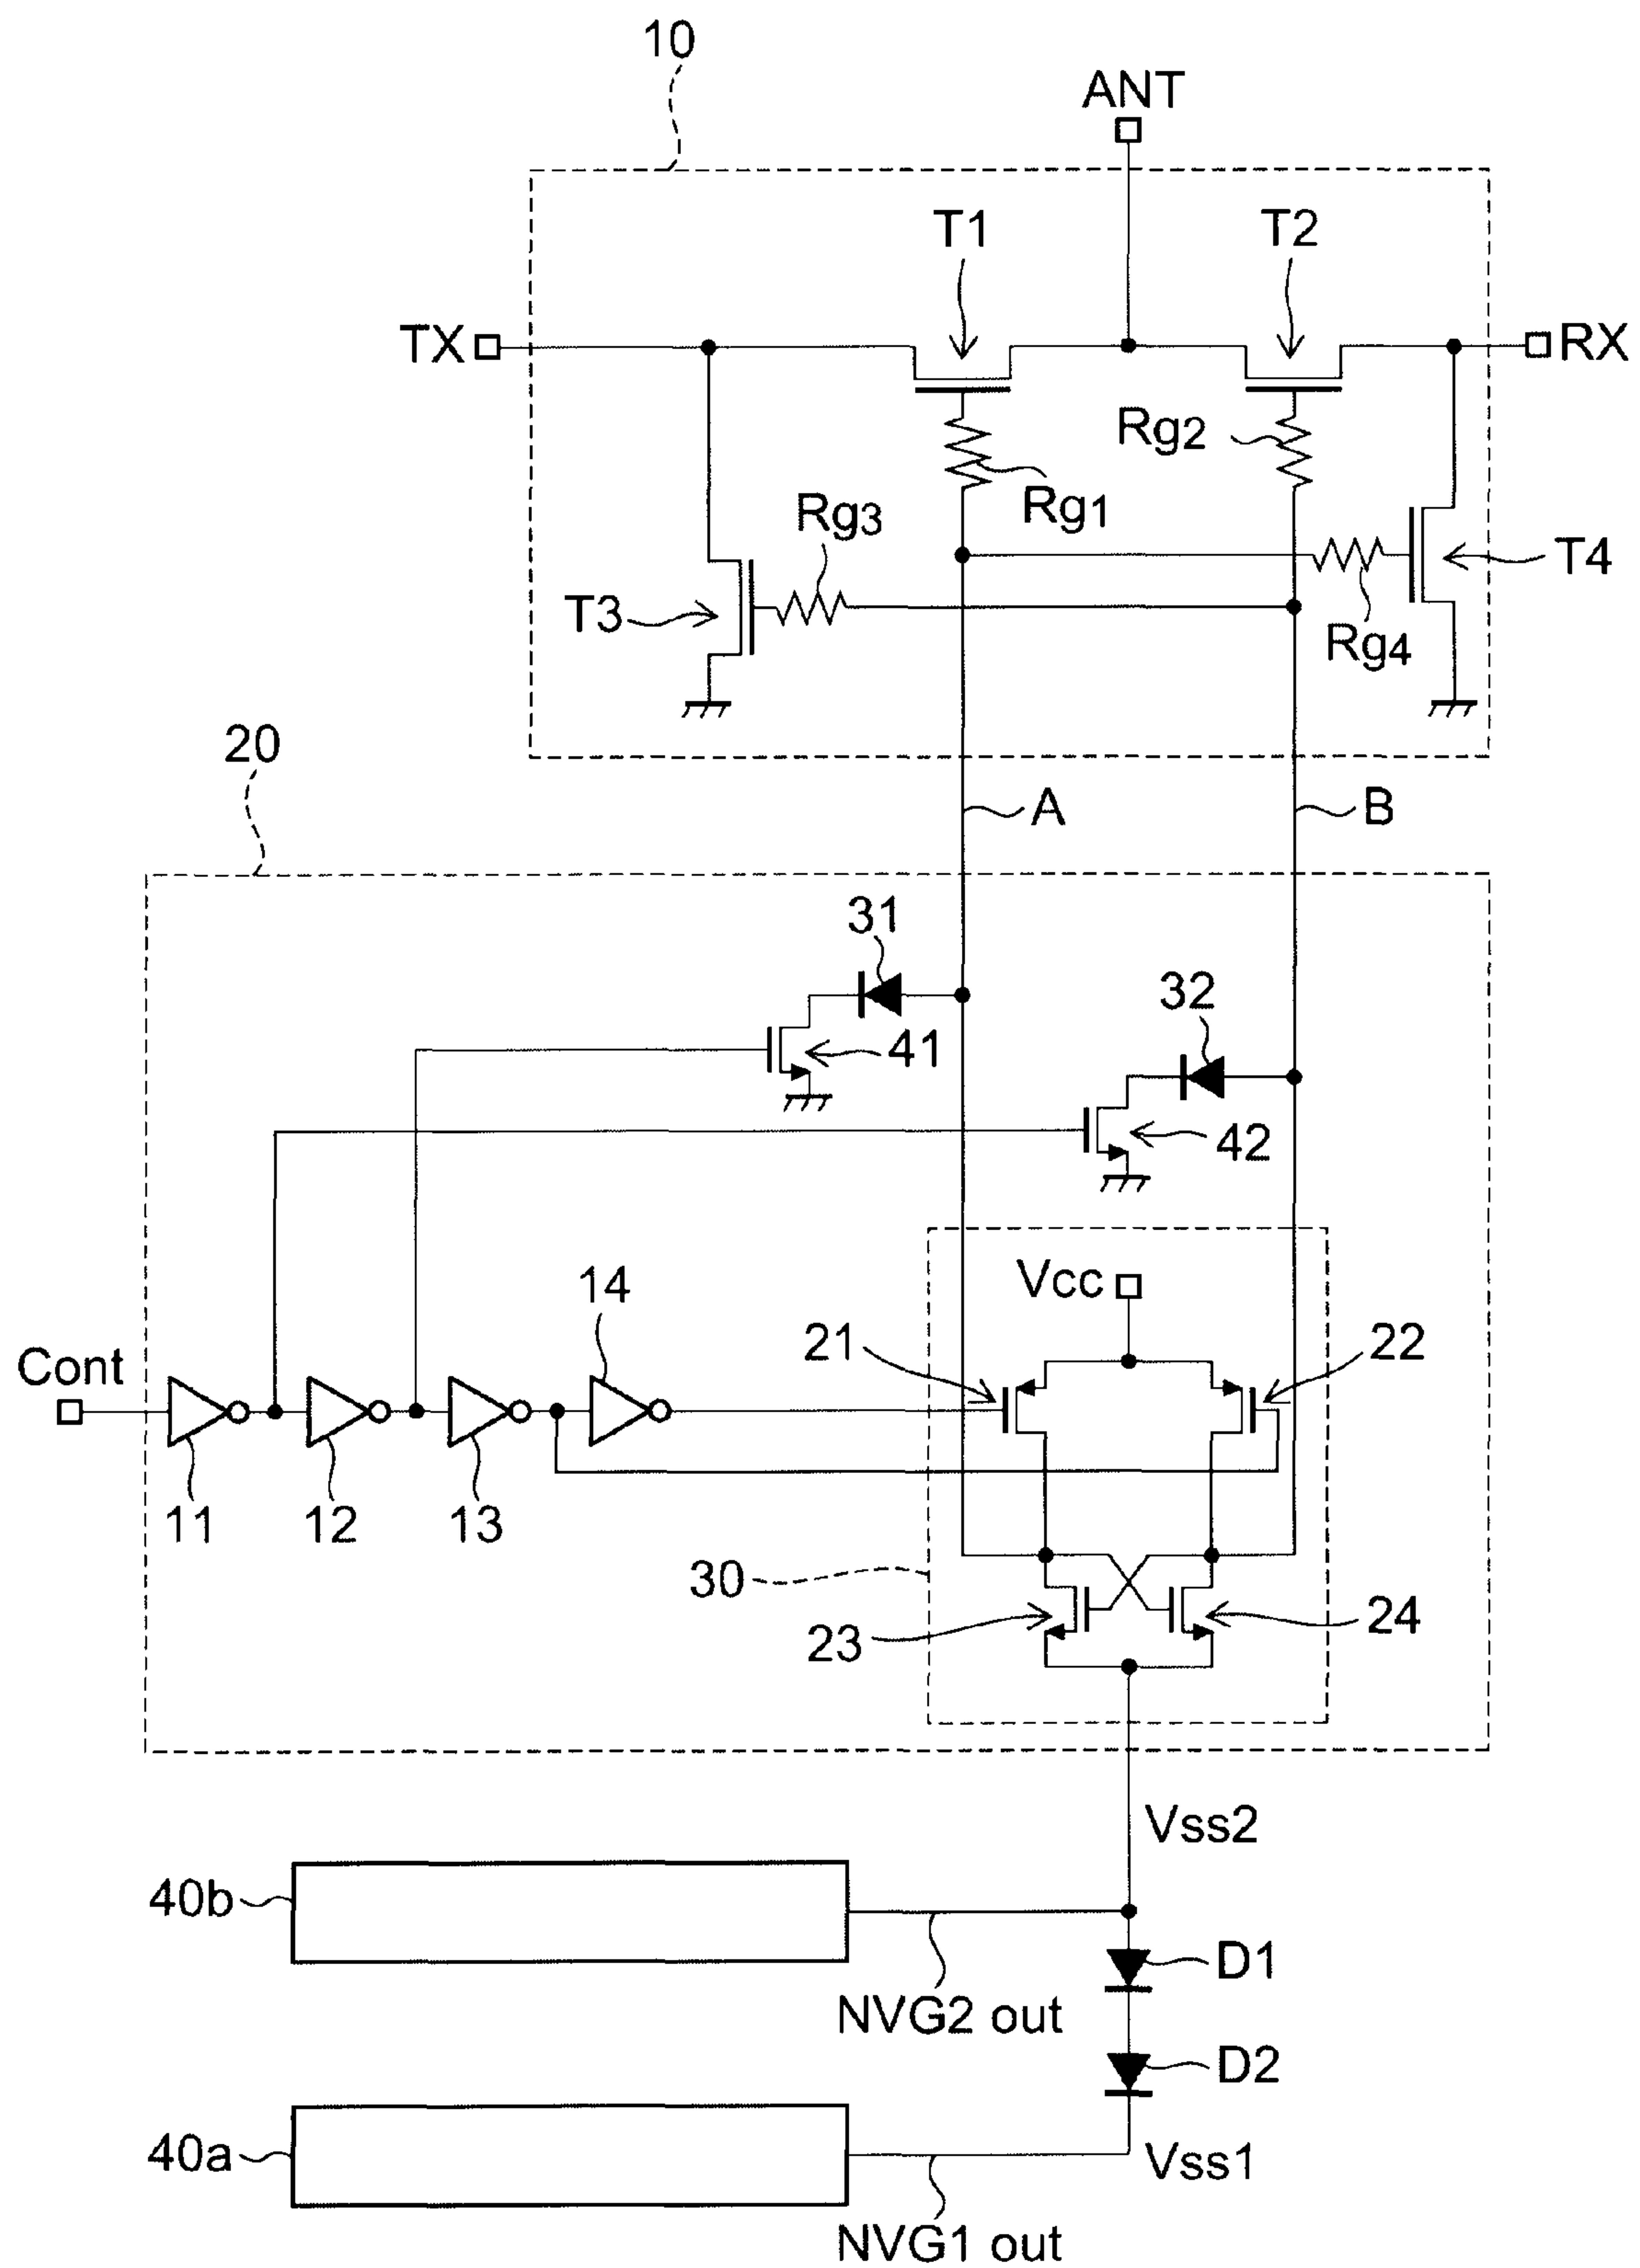 10
ANT
T1
T2
TX
RX
Rg2
Rg1
Rg3
T4
T3
Rg4
20
A
B
31
32
41
42
14
Vcc
21
22
Cont
11
12
13
30
23
24
Vss2
40b
D1
NVG2 out
D2
40a
Vss1
NVG1 out